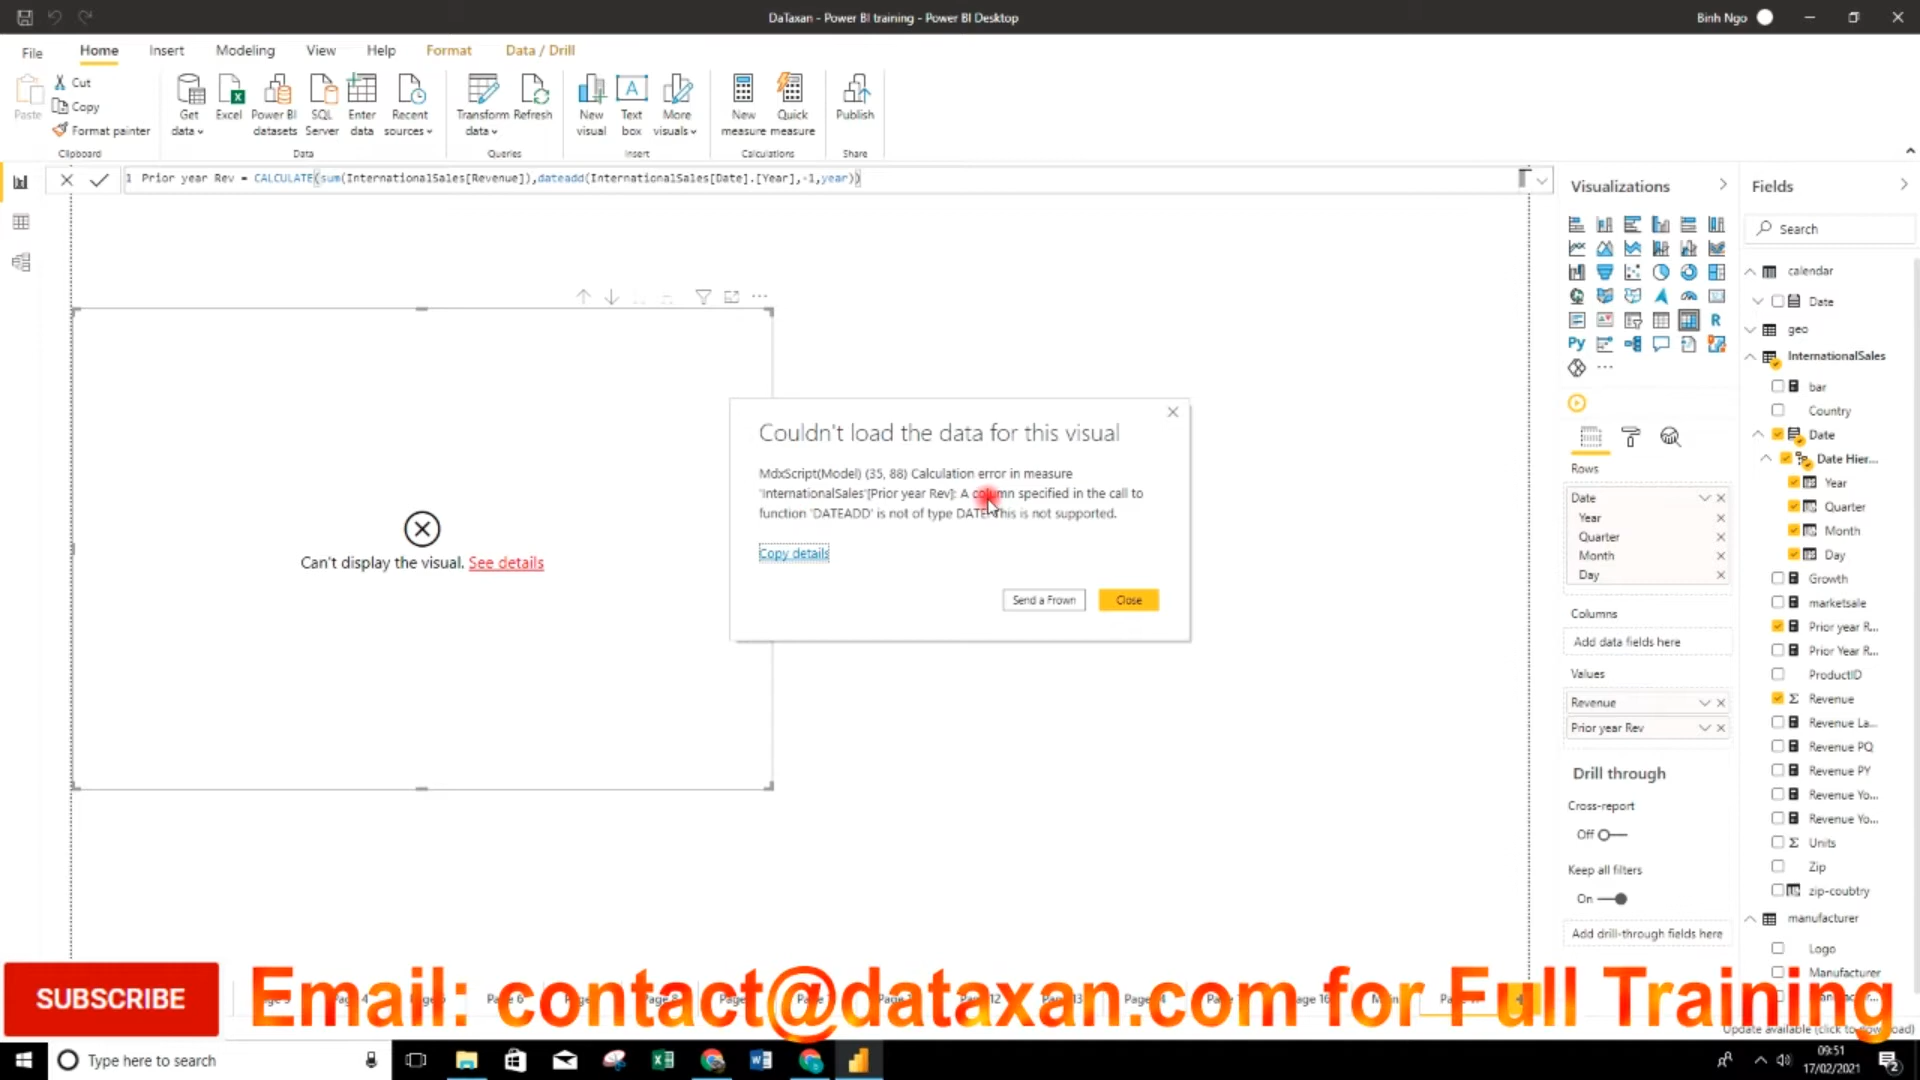 DaTaxan - Power BI training - Power BI Desktop
Binh Ngo
File
Home
Insert
Modeling
View
Help
Format
Data / Drill
Paste
Cut
Copy
Format painter
Clipboard
Get data
Excel
Power BI datasets
SQL Server
Enter data
Recent sources
Data
Transform data
Refresh
Queries
New visual
Text box
More visuals
Insert
New measure
Quick measure
Calculations
Publish
Share
1 Prior year Rev = CALCULATE(sum(InternationalSales[Revenue]),dateadd(InternationalSales[Date].[Year],-1,year))
Can't display the visual. See details
Couldn't load the data for this visual
MdxScript(Model) (35, 88) Calculation error in measure
'InternationalSales'[Prior year Rev]: A column specified in the call to
function 'DATEADD' is not of type DATE. This is not supported.
Copy details
Send a Frown
Close
Visualizations
R
Py
Rows
Date
Year
Quarter
Month
Day
Columns
Add data fields here
Values
Revenue
Prior year Rev
Drill through
Cross-report
Off
Keep all filters
On
Add drill-through fields here
Fields
Search
calendar
Date
geo
InternationalSales
bar
Country
Date
Date Hier...
Year
Quarter
Month
Day
Growth
marketsale
Prior year R...
Prior Year R...
ProductID
Revenue
Revenue La...
Revenue PQ
Revenue PY
Revenue Yo...
Revenue Yo...
Units
Zip
zip-coubtry
manufacturer
Logo
Manufacturer
SUBSCRIBE
Email: contact@dataxan.com for Full Training
Update available (click to download)
Type here to search
09:51
17/02/2021
2